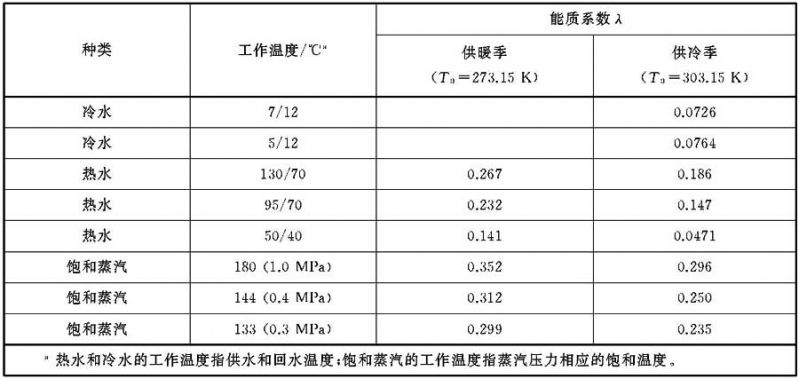 种类 工作温度/℃ᵃ 能质系数λ
供暖季 供冷季
(T₀=273.15 K) (T₀=303.15 K)
冷水 7/12 0.0726
冷水 5/12 0.0764
热水 130/70 0.267 0.186
热水 95/70 0.232 0.147
热水 50/40 0.141 0.0471
饱和蒸汽 180 (1.0 MPa) 0.352 0.296
饱和蒸汽 144 (0.4 MPa) 0.312 0.250
饱和蒸汽 133 (0.3 MPa) 0.299 0.235
ᵃ 热水和冷水的工作温度指供水和回水温度;饱和蒸汽的工作温度指蒸汽压力相应的饱和温度。